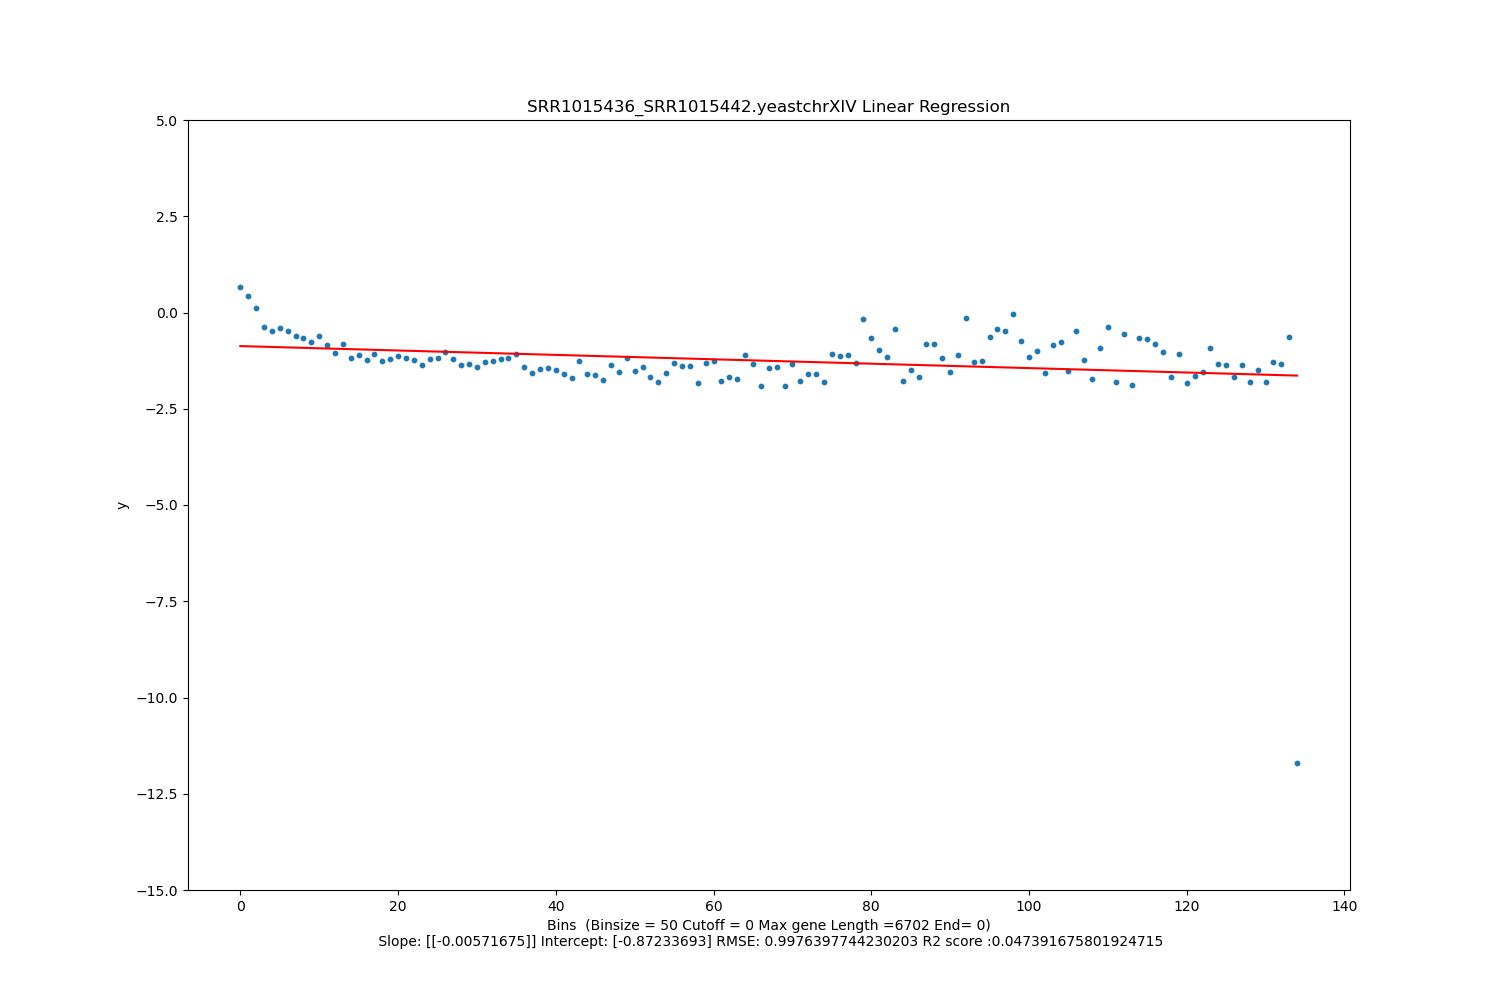 SRR1015436_SRR1015442.yeastchrXIV Linear Regression
5.0
2.5
0.0
−2.5
−5.0
−7.5
−10.0
−12.5
−15.0
y
0 20 40 60 80 100 120 140
Bins  (Binsize = 50 Cutoff = 0 Max gene Length =6702 End= 0)
Slope: [[-0.00571675]] Intercept: [-0.87233693] RMSE: 0.9976397744230203 R2 score :0.047391675801924715